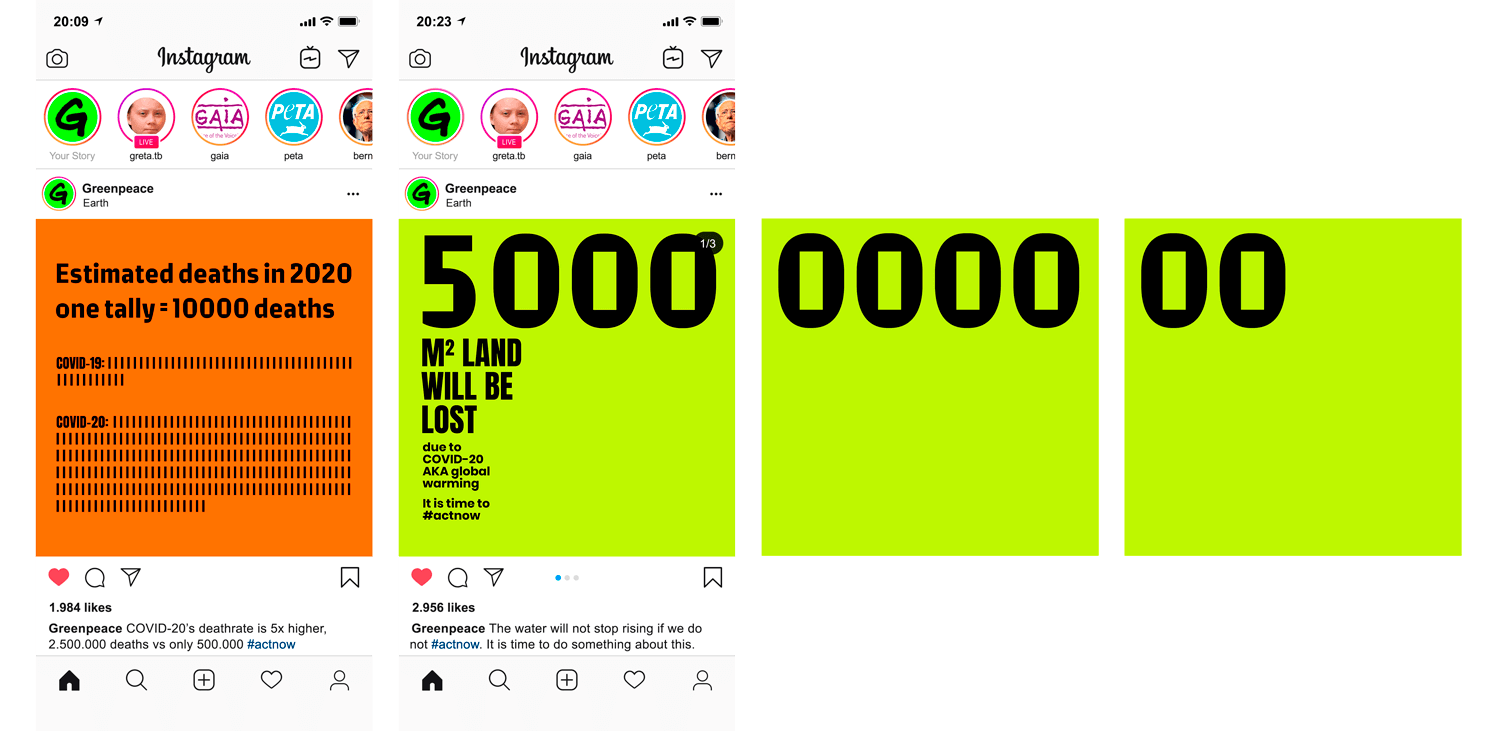 20:09
Instagram
PeTA
GAIA
LIVE
Your Story
greta.tb
gaia
peta
bern
Greenpeace
Earth
...
Estimated deaths in 2020
one tally = 10000 deaths
COVID-19:
COVID-20:
1.984 likes
Greenpeace COVID-20’s deathrate is 5x higher,
2.500.000 deaths vs only 500.000 #actnow
20:23
Instagram
GAIA
PeTA
LIVE
Your Story
greta.tb
gaia
peta
bern
Greenpeace
Earth
...
5000
1/3
M² LAND
WILL BE
LOST
due to
COVID-20
AKA global
warming
It is time to
#actnow
2.956 likes
Greenpeace The water will not stop rising if we do
not #actnow. It is time to do something about this.
0000
00